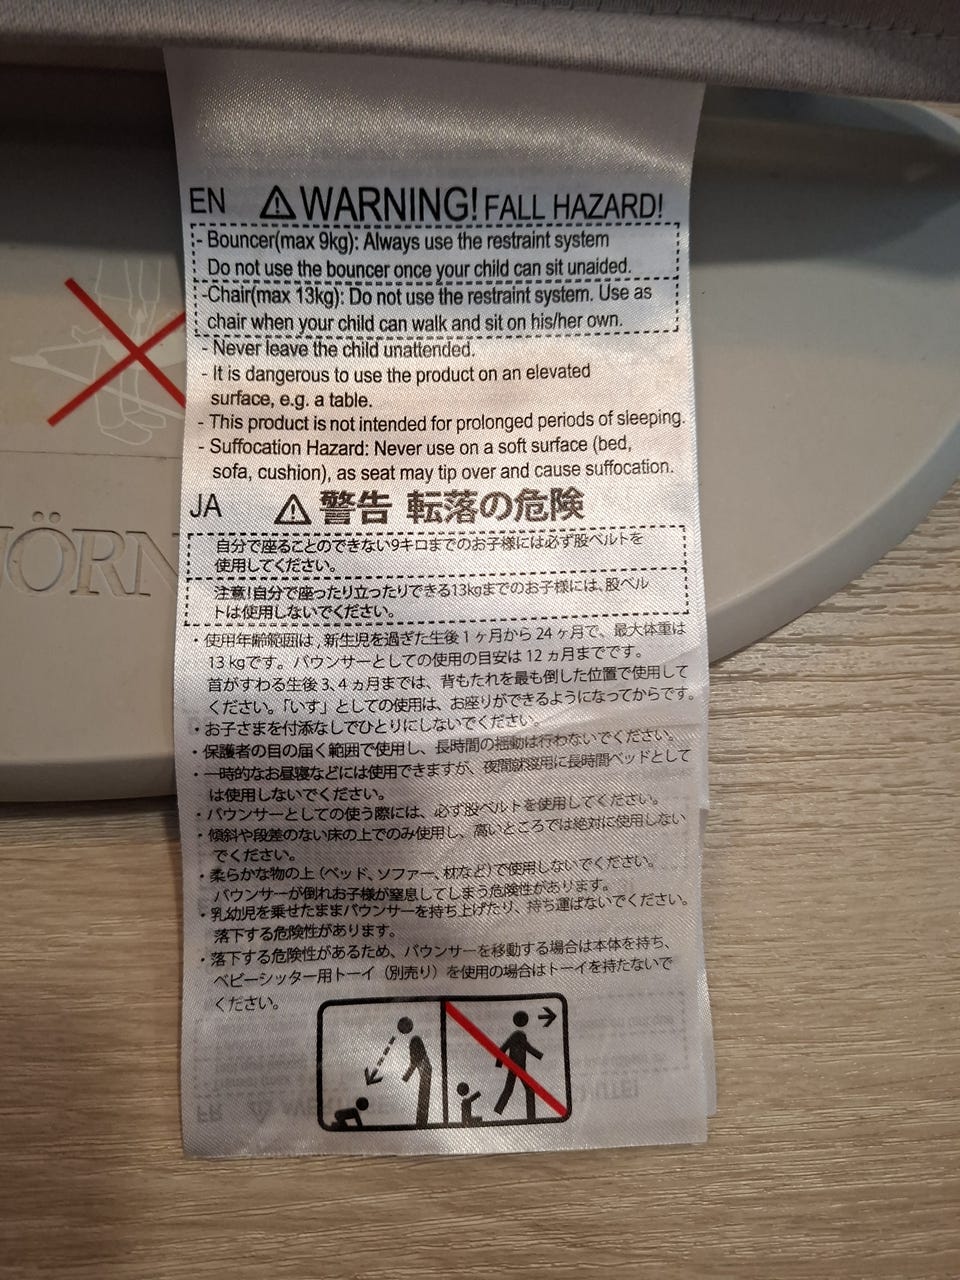 EN ⚠ WARNING! FALL HAZARD!
- Bouncer(max 9kg): Always use the restraint system
Do not use the bouncer once your child can sit unaided.
-Chair(max 13kg): Do not use the restraint system. Use as
chair when your child can walk and sit on his/her own.
- Never leave the child unattended.
- It is dangerous to use the product on an elevated
surface, e.g. a table.
- This product is not intended for prolonged periods of sleeping.
- Suffocation Hazard: Never use on a soft surface (bed,
sofa, cushion), as seat may tip over and cause suffocation.
JA ⚠ 警告 転落の危険
自分で座ることのできない9キロまでのお子様には必ず股ベルトを
使用してください。
注意!自分で座ったり立ったりできる13kgまでのお子様には、股ベル
トは使用しないでください。
・使用年齢範囲は，新生児を過ぎた生後1ヶ月から24ヶ月で、最大体重は
13kgです。バウンサーとしての使用の目安は12ヵ月までです。
首がすわる生後3、4ヵ月までは、背もたれを最も倒した位置で使用して
ください。「いす」としての使用は、お座りができるようになってからです。
・お子さまを付添なしでひとりにしないでください。
・保護者の目の届く範囲で使用し、長時間の揺動は行わないでください。
・一時的なお昼寝などには使用できますが、夜間就寝用に長時間ベッドとして
は使用しないでください。
・バウンサーとしての使う際には、必ず股ベルトを使用してください。
・傾斜や段差のない床の上でのみ使用し、高いところでは絶対に使用しない
でください。
・柔らかな物の上（ベッド、ソファー、枕など）で使用しないでください。
バウンサーが倒れお子様が窒息してしまう危険性があります。
・乳幼児を乗せたままバウンサーを持ち上げたり、持ち運ばないでください。
落下する危険性があります。
・落下する危険性があるため、バウンサーを移動する場合は本体を持ち、
ベビーシッター用トーイ（別売り）を使用の場合はトーイを持たないで
ください。
JÖRN